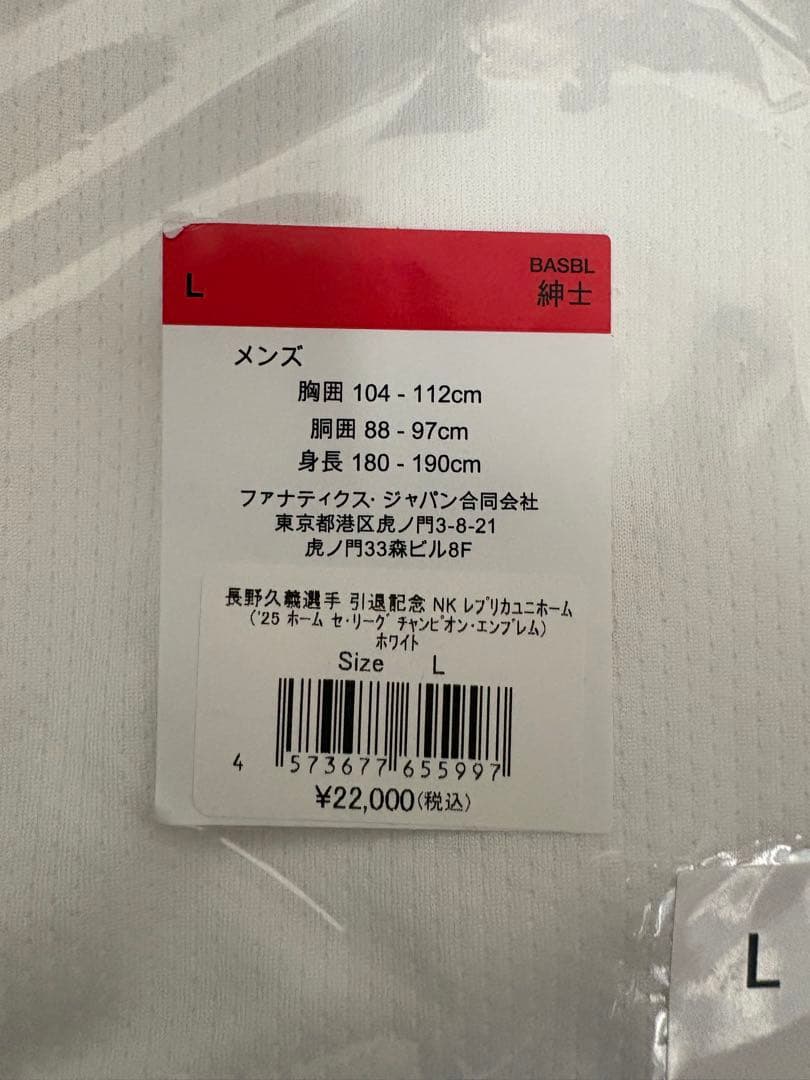 L
BASBL
紳士
メンズ
胸囲 104 - 112cm
胴囲 88 - 97cm
身長 180 - 190cm
ファナティクス・ジャパン合同会社
東京都港区虎ノ門3-8-21
虎ノ門33森ビル8F
長野久義選手 引退記念 NK ﾚﾌﾟﾘｶﾕﾆﾎｰﾑ
('25 ﾎｰﾑ ｾ･ﾘｰｸﾞ ﾁｬﾝﾋﾟｵﾝ･ｴﾝﾌﾞﾚﾑ)
ﾎﾜｲﾄ
Size L
4 573677 655997
¥22,000(税込)
L